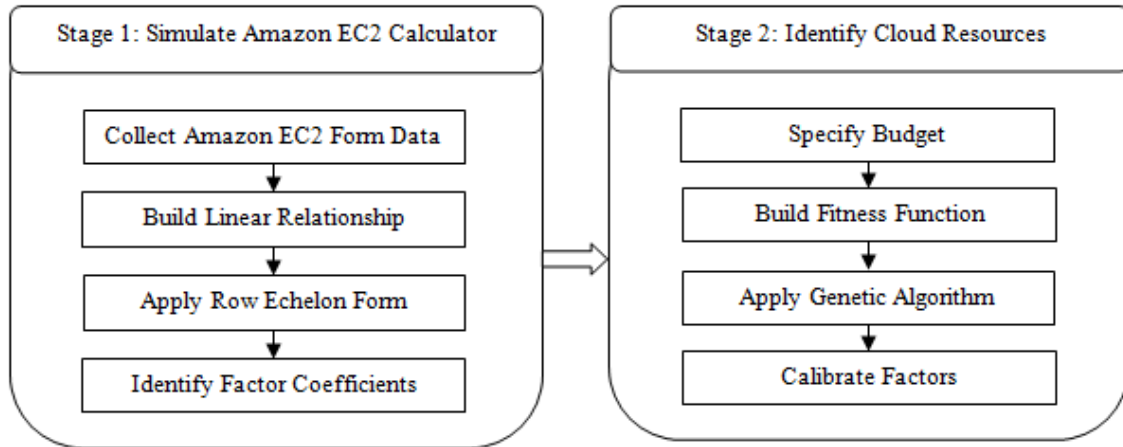 Stage 1: Simulate Amazon EC2 Calculator
Collect Amazon EC2 Form Data
Build Linear Relationship
Apply Row Echelon Form
Identify Factor Coefficients
Stage 2: Identify Cloud Resources
Specify Budget
Build Fitness Function
Apply Genetic Algorithm
Calibrate Factors